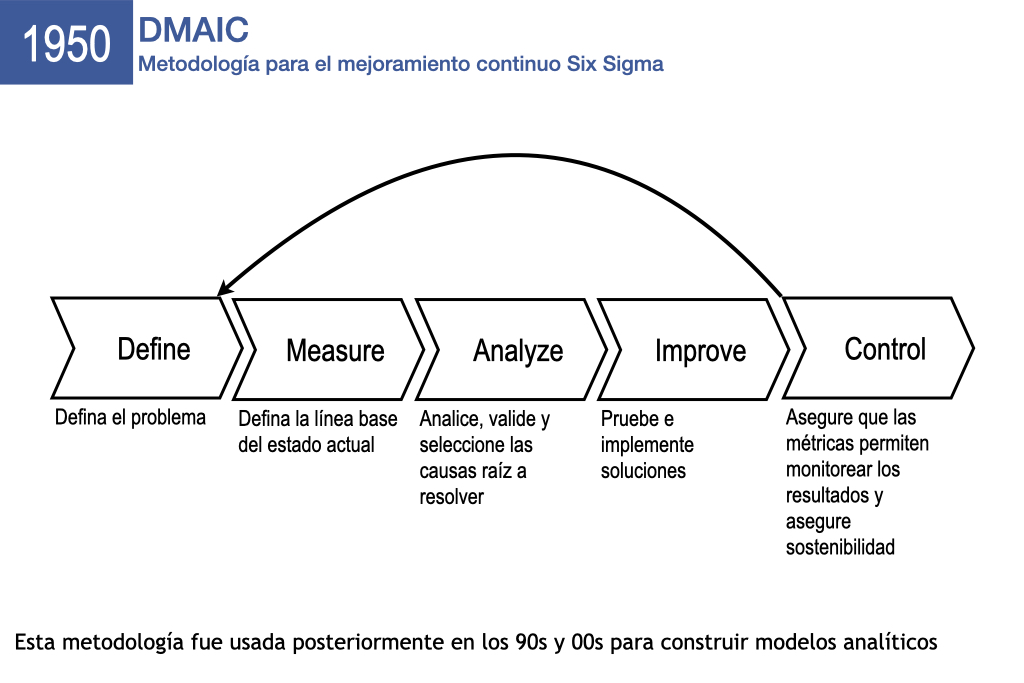 1950
DMAIC
Metodología para el mejoramiento continuo Six Sigma
Define
Defina el problema
Measure
Defina la línea base
del estado actual
Analyze
Analice, valide y
seleccione las
causas raíz a
resolver
Improve
Pruebe e
implemente
soluciones
Control
Asegure que las
métricas permiten
monitorear los
resultados y
asegure
sostenibilidad
Esta metodología fue usada posteriormente en los 90s y 00s para construir modelos analíticos